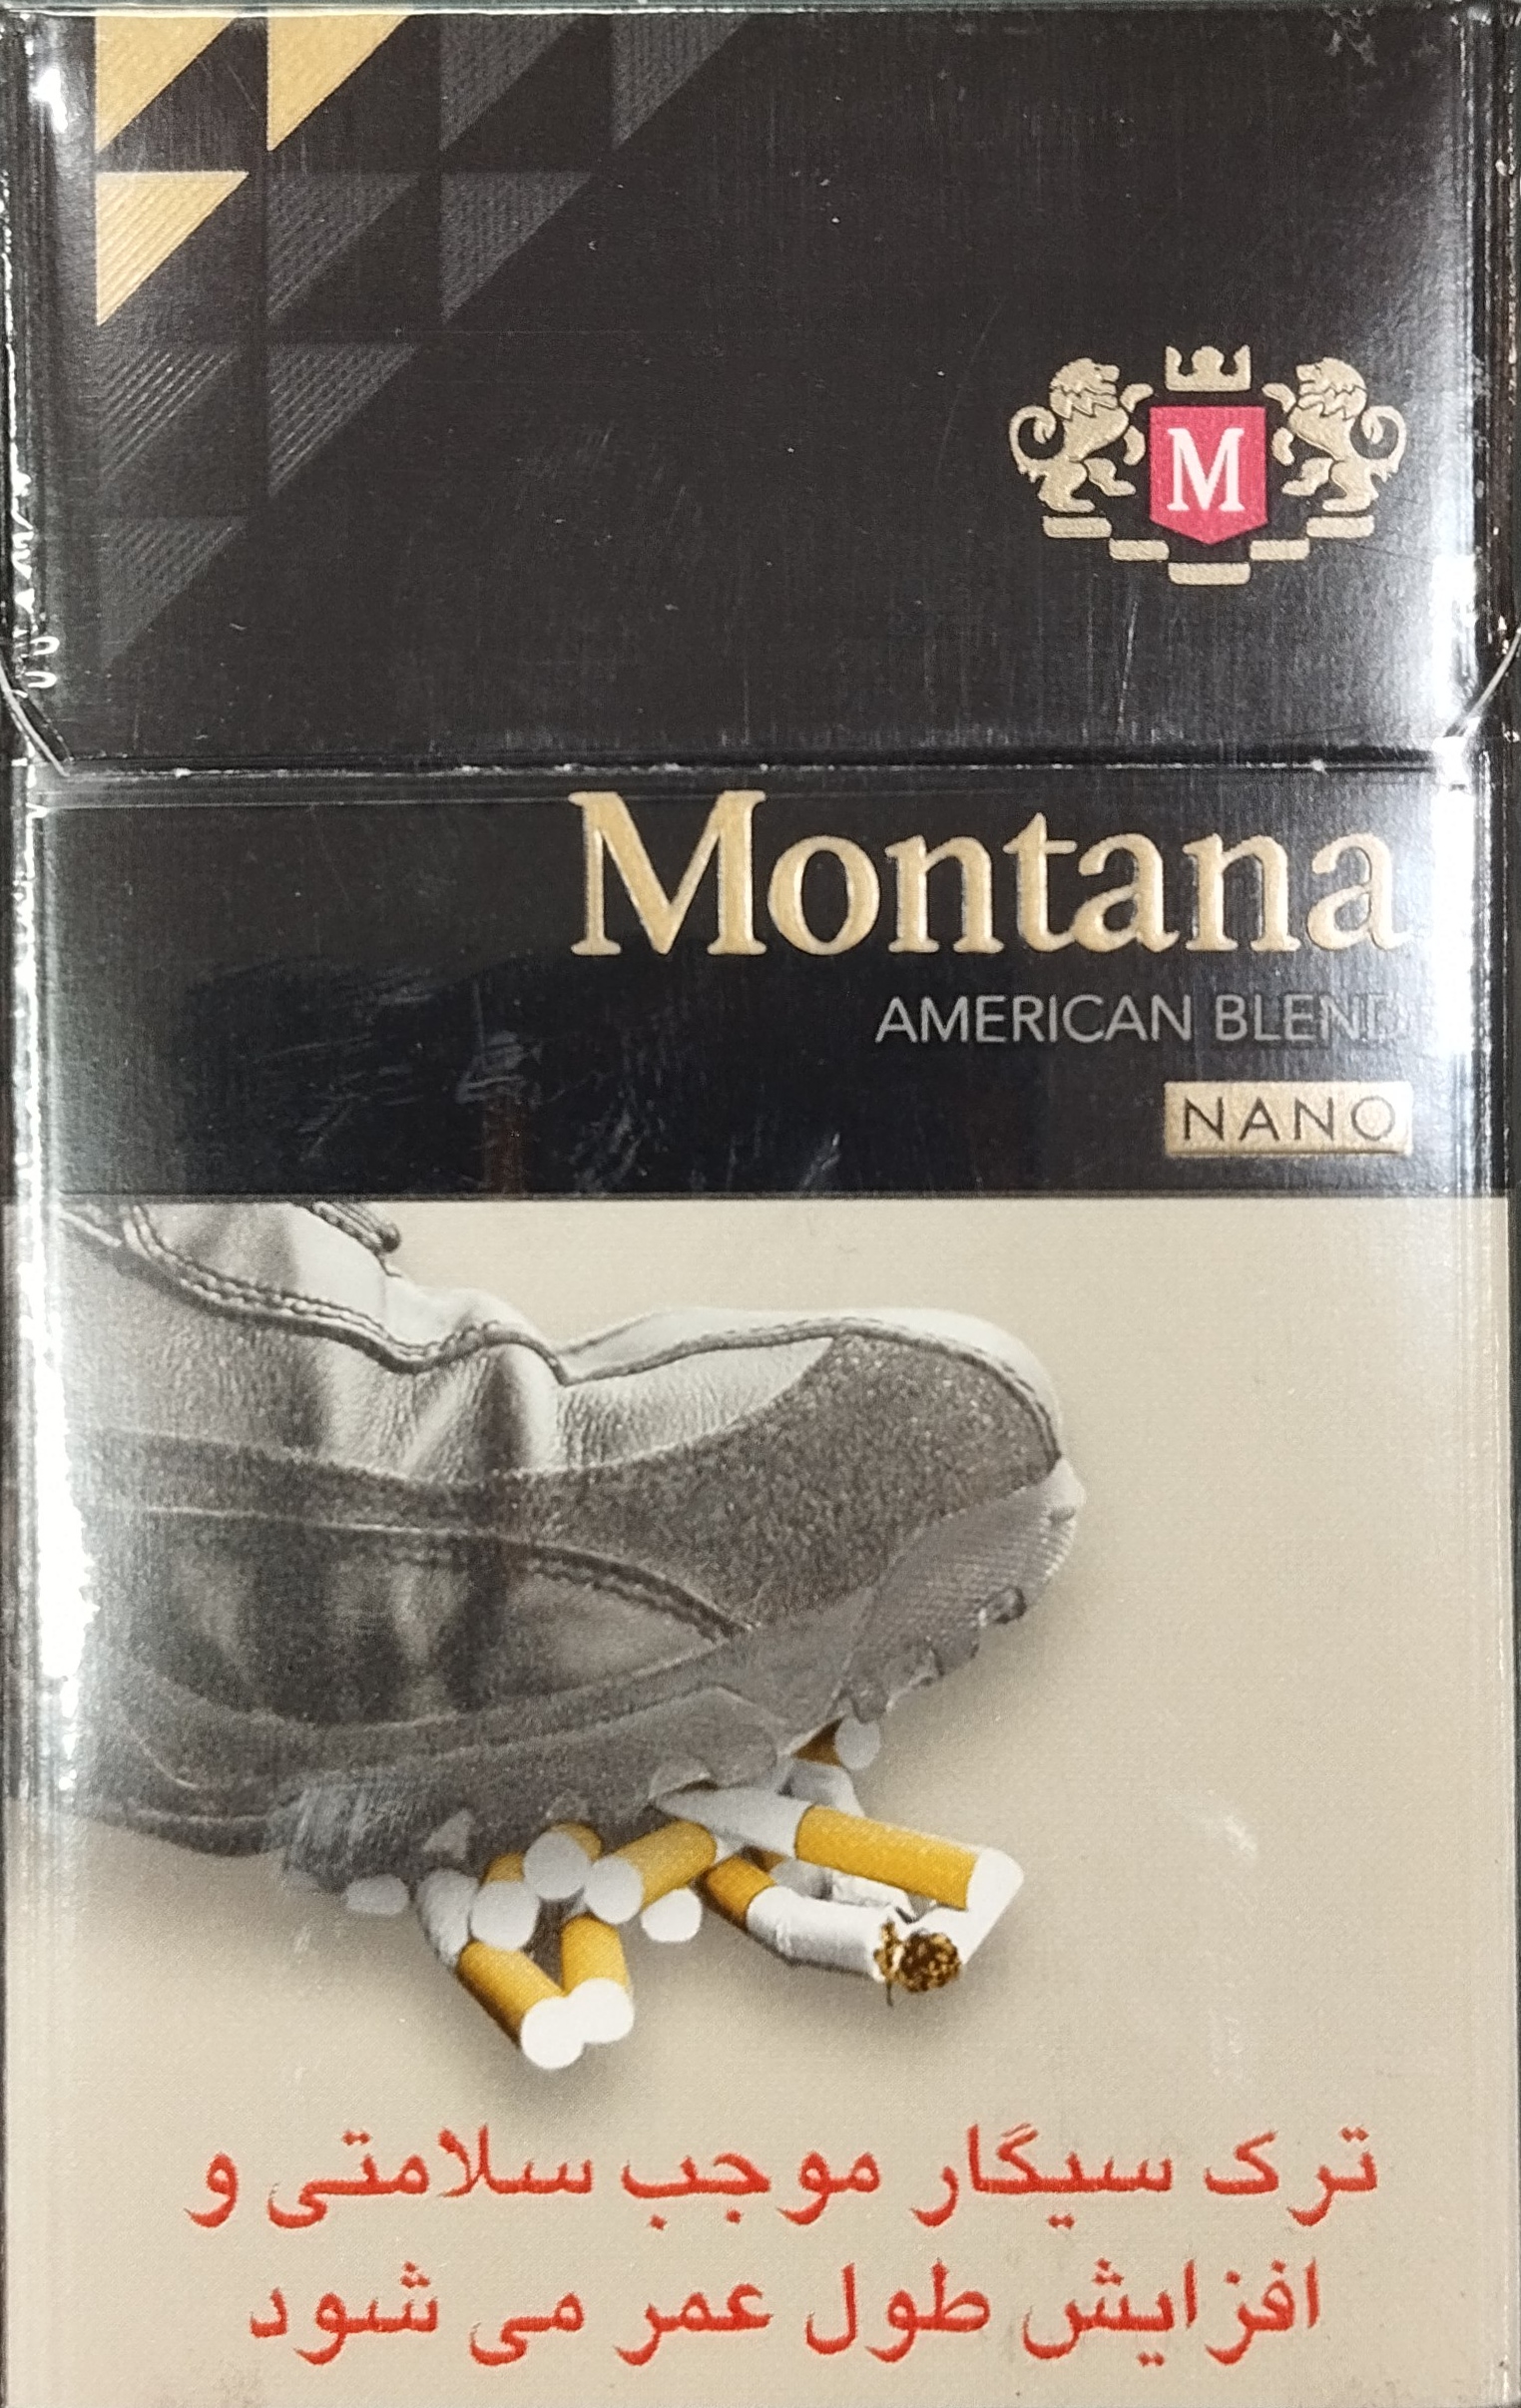 M
Montana
AMERICAN BLEND
NANO
ترک سیگار موجب سلامتی و
افزایش طول عمر می شود